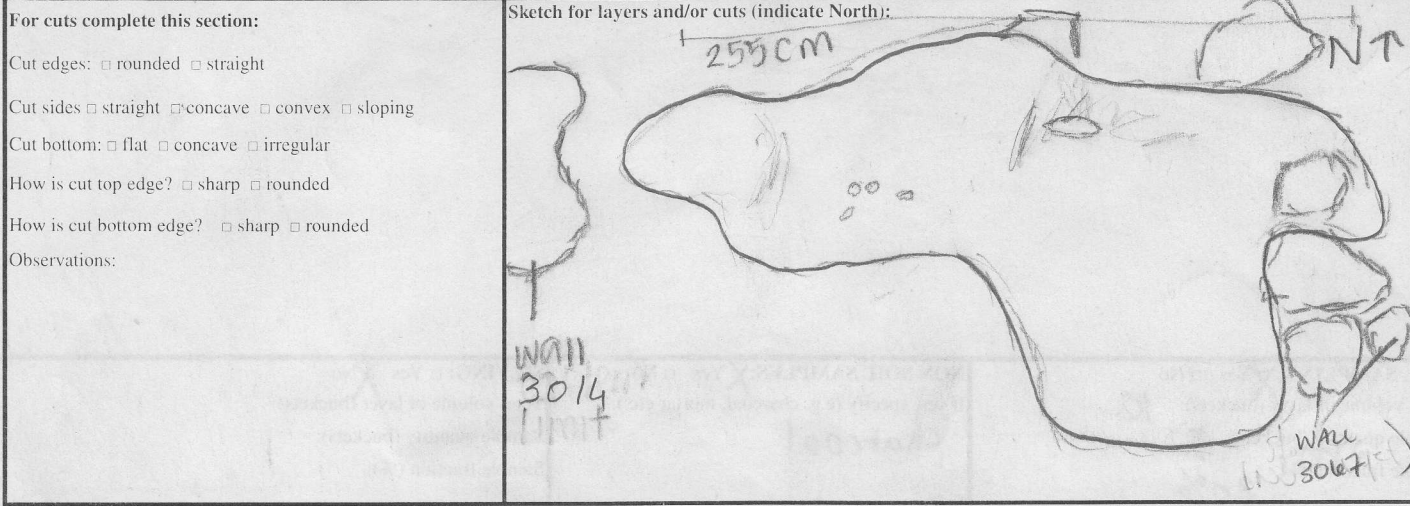 For cuts complete this section:
Cut edges: □ rounded □ straight
Cut sides □ straight □ concave □ convex □ sloping
Cut bottom: □ flat □ concave □ irregular
How is cut top edge? □ sharp □ rounded
How is cut bottom edge? □ sharp □ rounded
Observations:
Sketch for layers and/or cuts (indicate North):
255cm
N↑
wall
3014
limit
WALL
3067